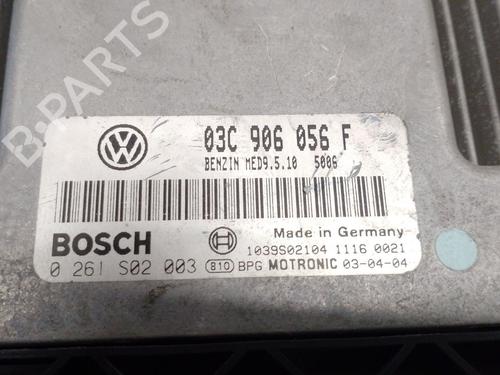 VW
03C 906 056 F
BENZIN MED9.5.10 5006
BOSCH
Made in Germany
1039S02104 1116 0021
0 261 S02 003 810 BPG MOTRONIC 03-04-04
B-PARTS